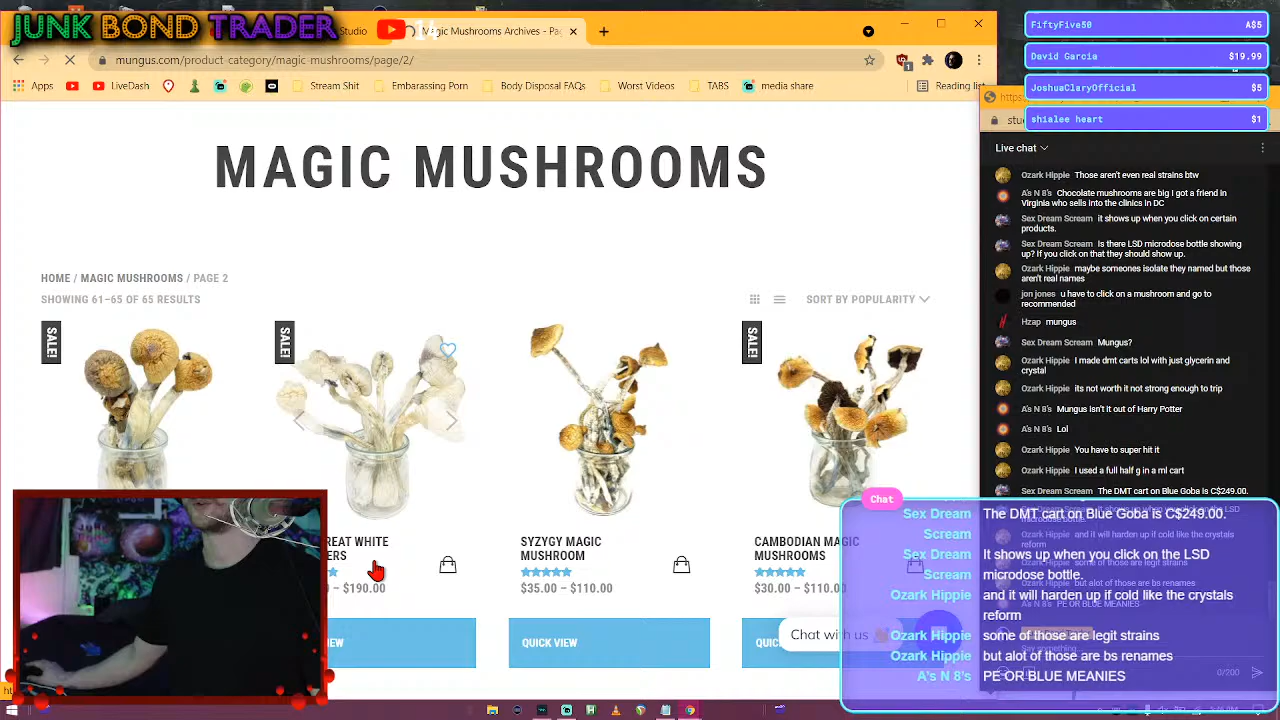 JUNK BOND TRADER
Studio
Magic Mushrooms Archives - Pa
mungus.com/product-category/magic-mushrooms/page/2/
Apps
LiveDash
Stream Shit
Embarrassing Porn
Body Disposal FAQs
Worst Videos
TABS
media share
Reading list
FiftyFive50 A$5
David Garcia $19.99
JoshuaClaryOfficial $5
shialee heart $1
MAGIC MUSHROOMS
HOME / MAGIC MUSHROOMS / PAGE 2
SHOWING 61–65 OF 65 RESULTS
SORT BY POPULARITY
SALE!
SALE!
SALE!
REAT WHITE
ERS
– $190.00
SYZYGY MAGIC
MUSHROOM
$35.00 – $110.00
CAMBODIAN MAGIC
MUSHROOMS
$30.00 – $110.00
IEW
QUICK VIEW
QUIC
Chat with us
Live chat
Ozark Hippie Those aren't even real strains btw
A's N 8's Chocolate mushrooms are big I got a friend in
Virginia who sells into the clinics in DC
Sex Dream Scream it shows up when you click on certain
products.
Sex Dream Scream Is there LSD microdose bottle showing
up? If you click on that they should show up.
Ozark Hippie maybe someones isolate they named but those
aren't real names
jon jones u have to click on a mushroom and go to
recommended
Hzap mungus
Sex Dream Scream Mungus?
Ozark Hippie I made dmt carts lol with just glycerin and
crystal
Ozark Hippie its not worth it not strong enough to trip
A's N 8's Mungus Isn't it out of Harry Potter
A's N 8's Lol
Ozark Hippie You have to super hit it
Ozark Hippie I used a full half g in a ml cart
Sex Dream Scream The DMT cart on Blue Goba is C$249.00.
Chat
Sex Dream The DMT cart on Blue Goba is C$249.00.
Scream
Sex Dream It shows up when you click on the LSD
Scream microdose bottle.
Ozark Hippie and it will harden up if cold like the crystals
reform
Ozark Hippie some of those are legit strains
Ozark Hippie but alot of those are bs renames
A's N 8's PE OR BLUE MEANIES
0/200